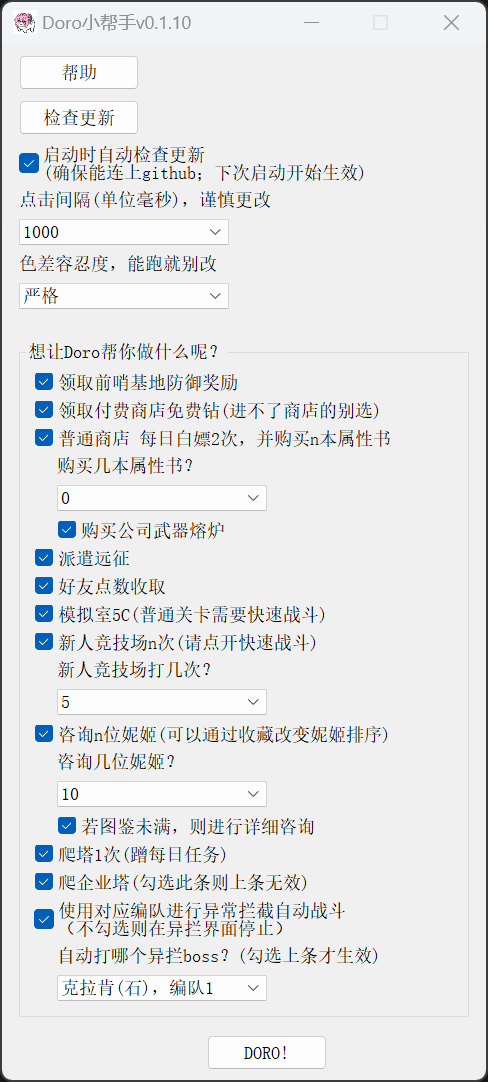 Doro小帮手v0.1.10
帮助
检查更新
启动时自动检查更新
(确保能连上github；下次启动开始生效)
点击间隔(单位毫秒)，谨慎更改
1000
色差容忍度，能跑就别改
严格
想让Doro帮你做什么呢？
领取前哨基地防御奖励
领取付费商店免费钻(进不了商店的别选)
普通商店 每日白嫖2次，并购买n本属性书
购买几本属性书？
0
购买公司武器熔炉
派遣远征
好友点数收取
模拟室5C(普通关卡需要快速战斗)
新人竞技场n次(请点开快速战斗)
新人竞技场打几次？
5
咨询n位妮姬(可以通过收藏改变妮姬排序)
咨询几位妮姬？
10
若图鉴未满，则进行详细咨询
爬塔1次(蹭每日任务)
爬企业塔(勾选此条则上条无效)
使用对应编队进行异常拦截自动战斗
（不勾选则在异拦界面停止）
自动打哪个异拦boss？(勾选上条才生效)
克拉肯(石)，编队1
DORO!